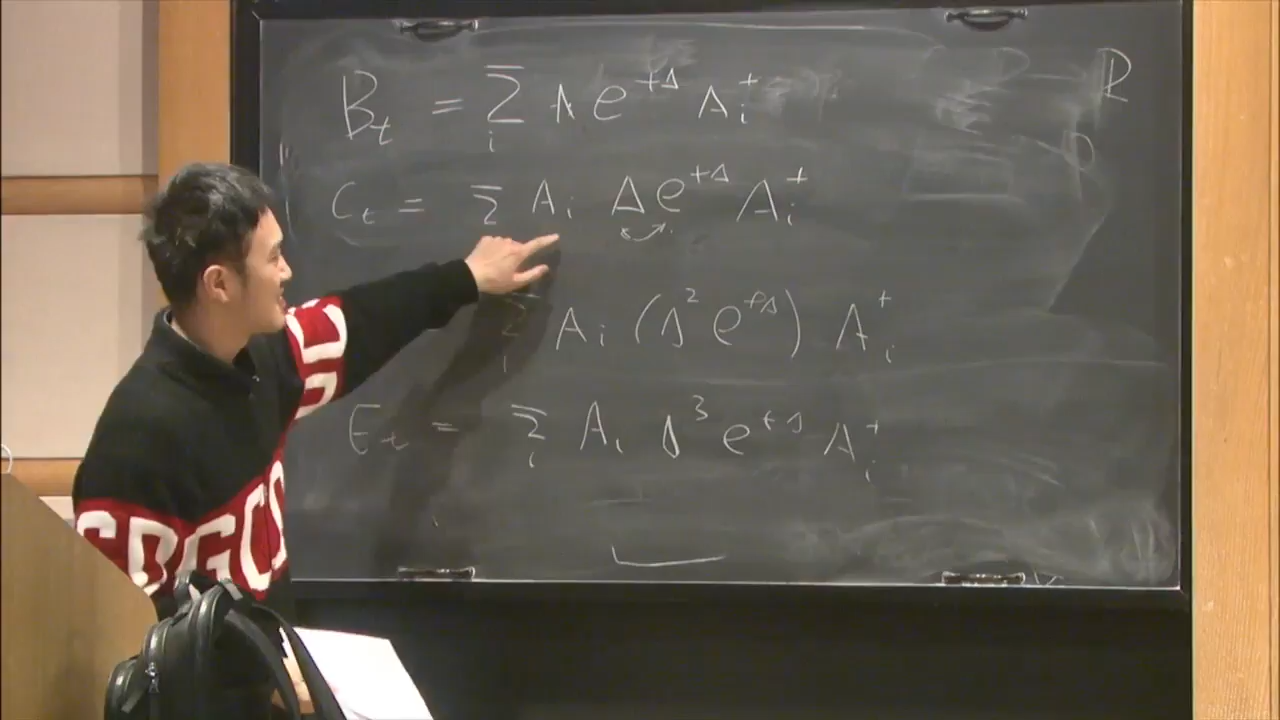 B_t = Σ_i A e^{tΔ} A_i^+
C_t = Σ A_i Δ e^{tΔ} A_i^+
Σ_i A_i (Δ^2 e^{tΔ}) A_i^+
E_t = Σ_i A_i Δ^3 e^{tΔ} A_i^+
R